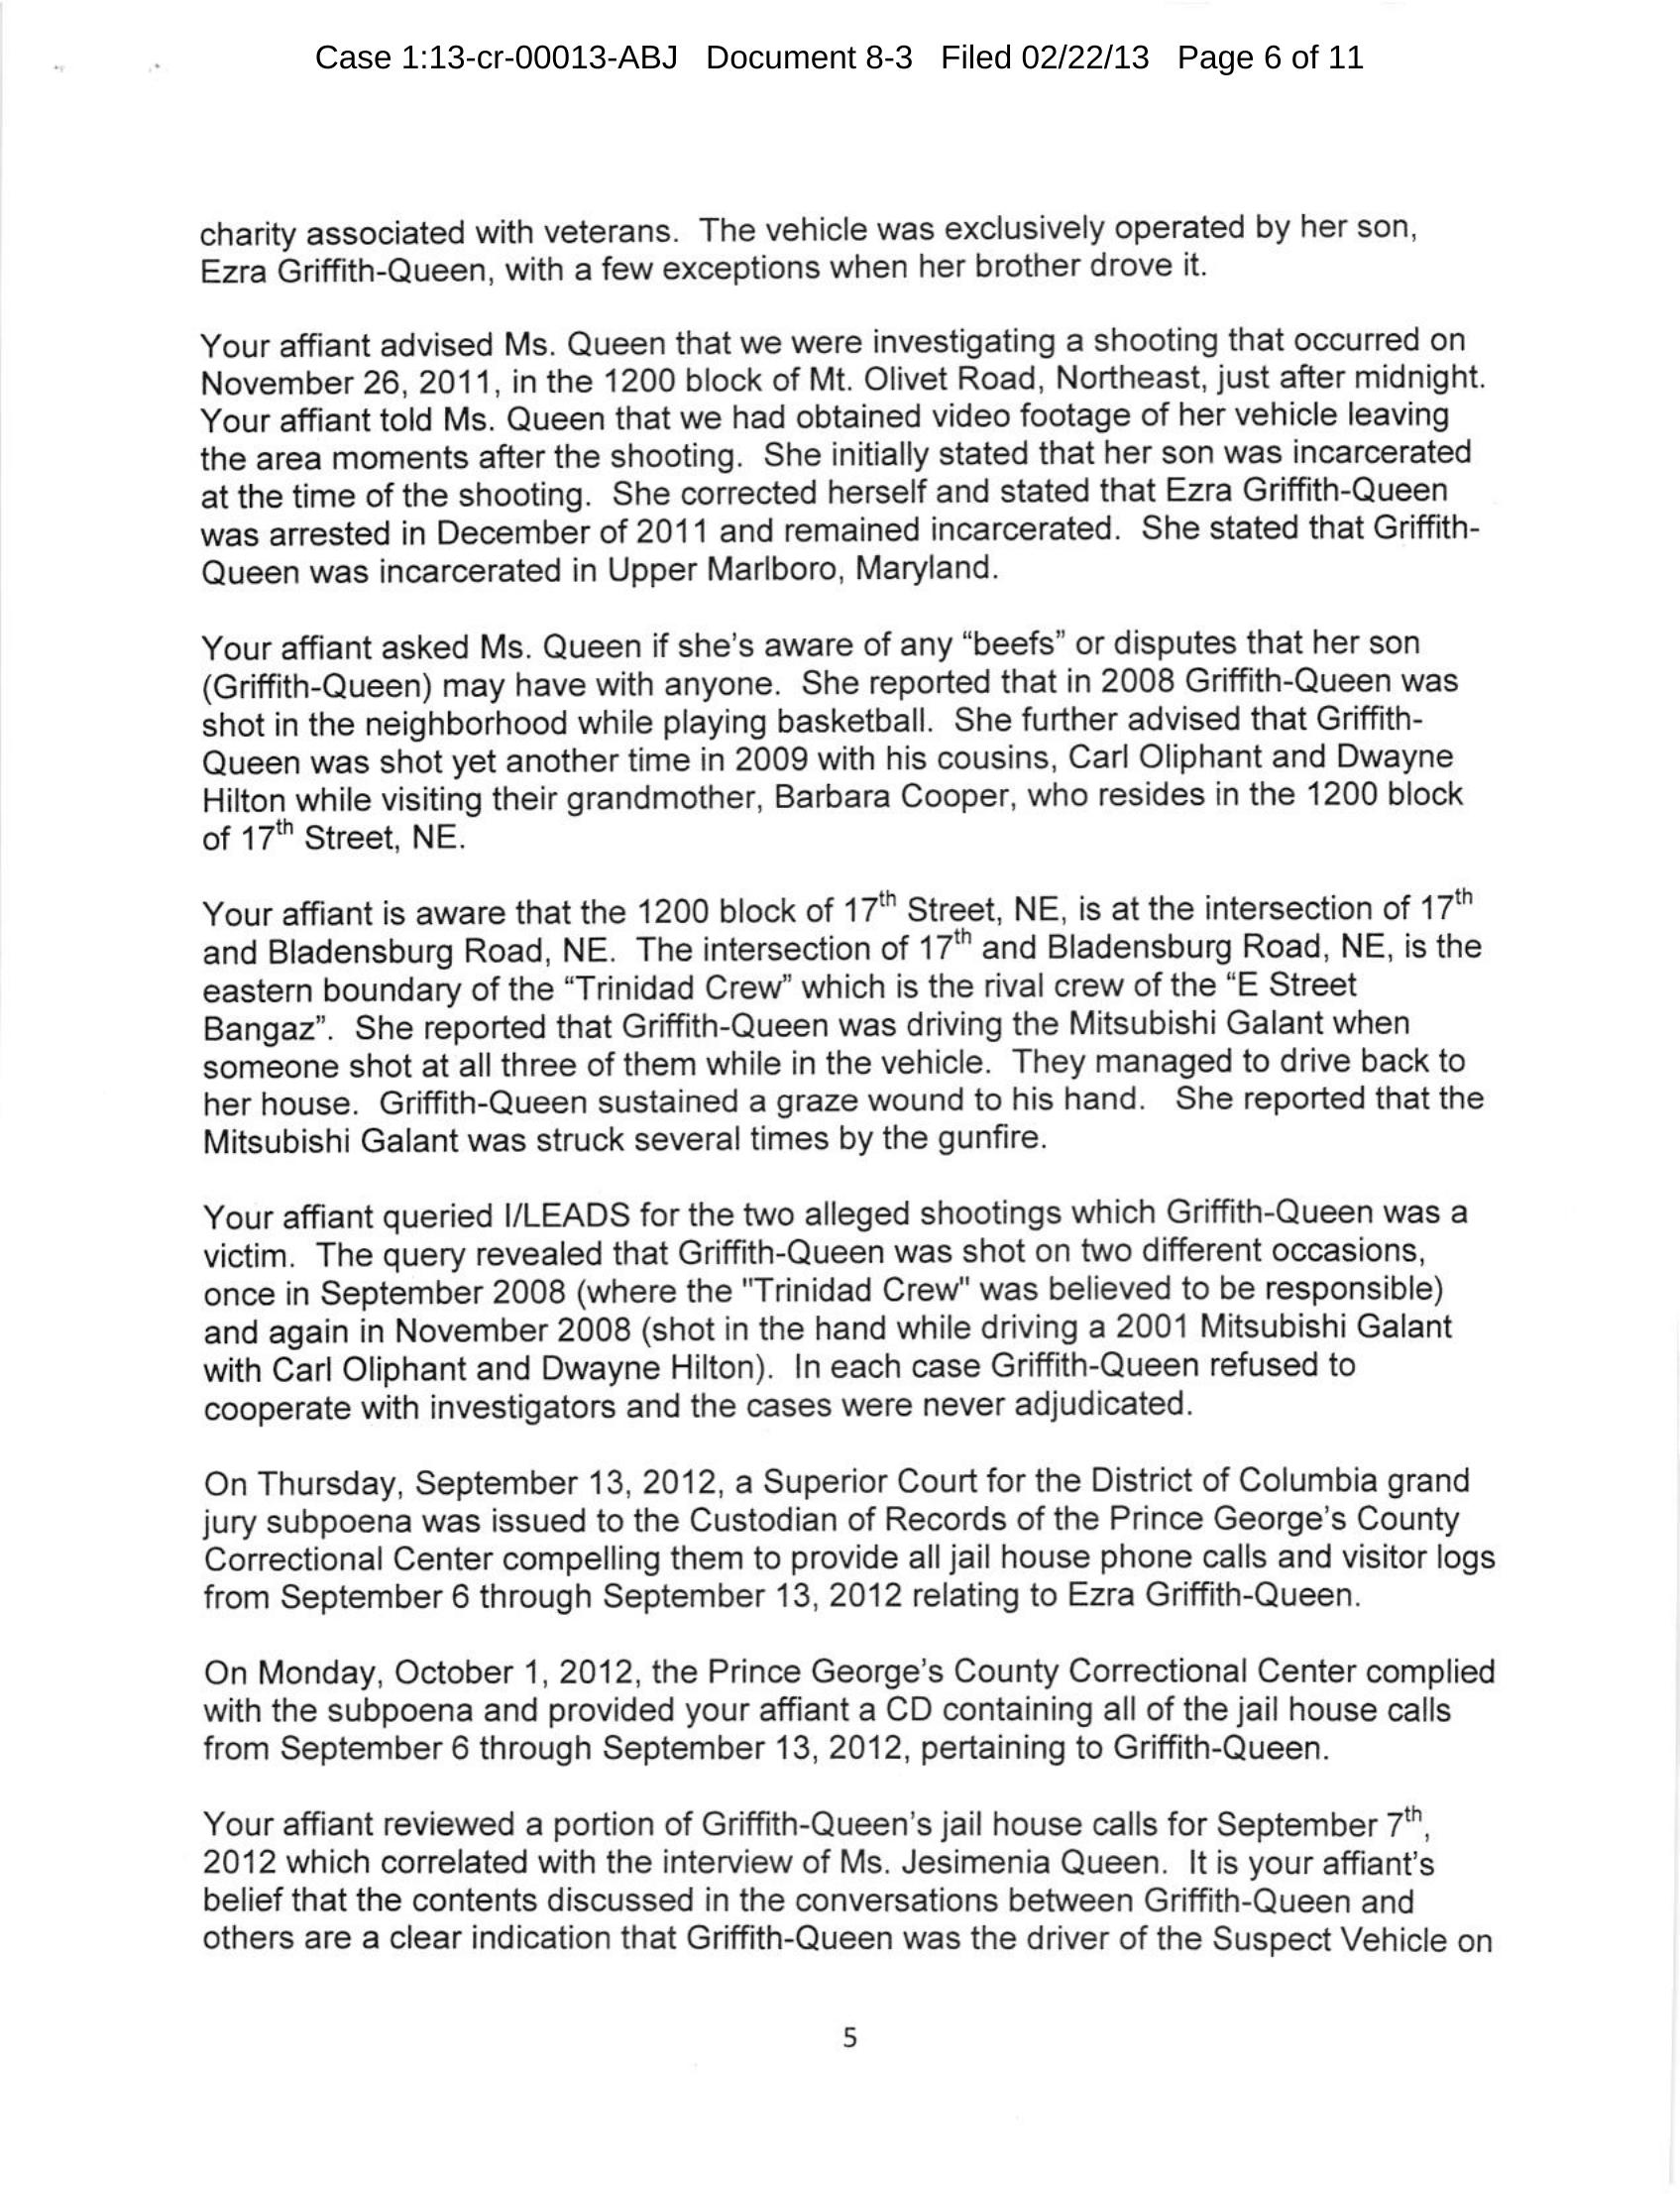 Case 1:13-cr-00013-ABJ Document 8-3 Filed 02/22/13 Page 6 of 11
charity associated with veterans. The vehicle was exclusively operated by her son,
Ezra Griffith-Queen, with a few exceptions when her brother drove it.
Your affiant advised Ms. Queen that we were investigating a shooting that occurred on
November 26, 2011, in the 1200 block of Mt. Olivet Road, Northeast, just after midnight.
Your affiant told Ms. Queen that we had obtained video footage of her vehicle leaving
the area moments after the shooting. She initially stated that her son was incarcerated
at the time of the shooting. She corrected herself and stated that Ezra Griffith-Queen
was arrested in December of 2011 and remained incarcerated. She stated that Griffith-
Queen was incarcerated in Upper Marlboro, Maryland.
Your affiant asked Ms. Queen if she's aware of any “beefs” or disputes that her son
(Griffith-Queen) may have with anyone. She reported that in 2008 Griffith-Queen was
shot in the neighborhood while playing basketball. She further advised that Griffith-
Queen was shot yet another time in 2009 with his cousins, Carl Oliphant and Dwayne
Hilton while visiting their grandmother, Barbara Cooper, who resides in the 1200 block
of 17th Street, NE.
Your affiant is aware that the 1200 block of 17th Street, NE, is at the intersection of 17th
and Bladensburg Road, NE. The intersection of 17th and Bladensburg Road, NE, is the
eastern boundary of the “Trinidad Crew” which is the rival crew of the “E Street
Bangaz”. She reported that Griffith-Queen was driving the Mitsubishi Galant when
someone shot at all three of them while in the vehicle. They managed to drive back to
her house. Griffith-Queen sustained a graze wound to his hand. She reported that the
Mitsubishi Galant was struck several times by the gunfire.
Your affiant queried I/LEADS for the two alleged shootings which Griffith-Queen was a
victim. The query revealed that Griffith-Queen was shot on two different occasions,
once in September 2008 (where the "Trinidad Crew" was believed to be responsible)
and again in November 2008 (shot in the hand while driving a 2001 Mitsubishi Galant
with Carl Oliphant and Dwayne Hilton). In each case Griffith-Queen refused to
cooperate with investigators and the cases were never adjudicated.
On Thursday, September 13, 2012, a Superior Court for the District of Columbia grand
jury subpoena was issued to the Custodian of Records of the Prince George's County
Correctional Center compelling them to provide all jail house phone calls and visitor logs
from September 6 through September 13, 2012 relating to Ezra Griffith-Queen.
On Monday, October 1, 2012, the Prince George's County Correctional Center complied
with the subpoena and provided your affiant a CD containing all of the jail house calls
from September 6 through September 13, 2012, pertaining to Griffith-Queen.
Your affiant reviewed a portion of Griffith-Queen's jail house calls for September 7th,
2012 which correlated with the interview of Ms. Jesimenia Queen. It is your affiant's
belief that the contents discussed in the conversations between Griffith-Queen and
others are a clear indication that Griffith-Queen was the driver of the Suspect Vehicle on
5